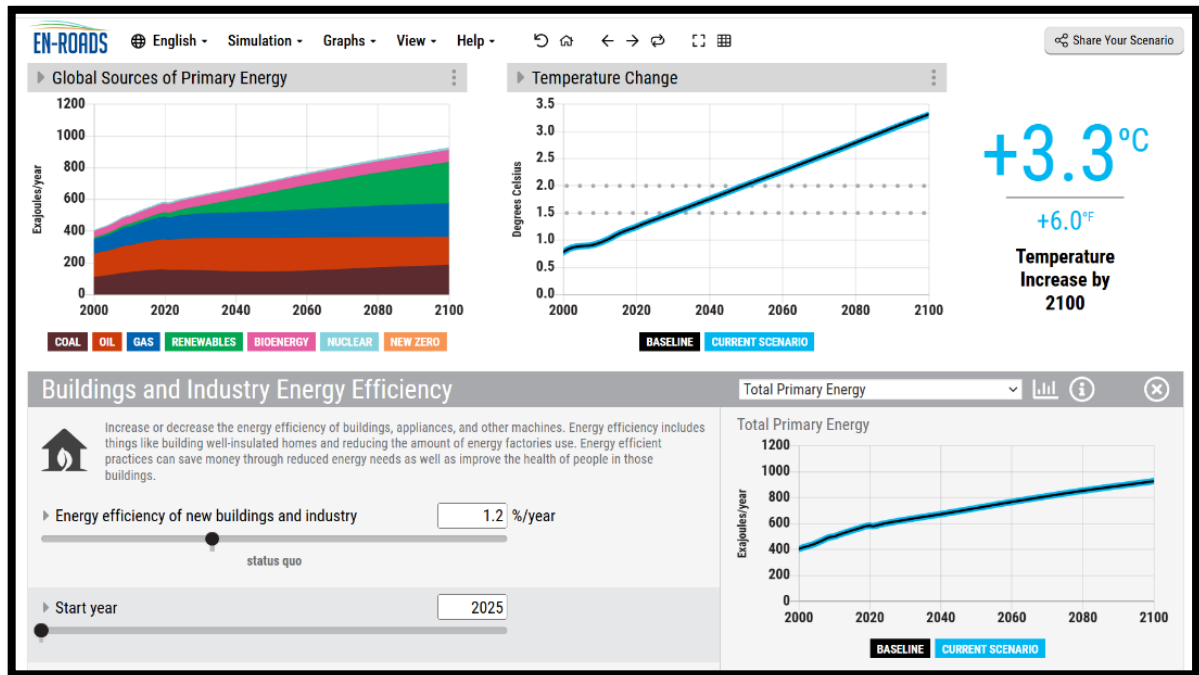 EN-ROADS English Simulation Graphs View Help Share Your Scenario
Global Sources of Primary Energy
1200
1000
800
600
400
200
0
Exajoules/year
2000 2020 2040 2060 2080 2100
COAL OIL GAS RENEWABLES BIOENERGY NUCLEAR NEW ZERO
Temperature Change
3.5
3.0
2.5
2.0
1.5
1.0
0.5
0.0
Degrees Celsius
2000 2020 2040 2060 2080 2100
BASELINE CURRENT SCENARIO
+3.3°C
+6.0°F
Temperature
Increase by
2100
Buildings and Industry Energy Efficiency
Total Primary Energy
Increase or decrease the energy efficiency of buildings, appliances, and other machines. Energy efficiency includes
things like building well-insulated homes and reducing the amount of energy factories use. Energy efficient
practices can save money through reduced energy needs as well as improve the health of people in those
buildings.
Energy efficiency of new buildings and industry 1.2 %/year
status quo
Start year 2025
Total Primary Energy
1200
1000
800
600
400
200
0
Exajoules/year
2000 2020 2040 2060 2080 2100
BASELINE CURRENT SCENARIO